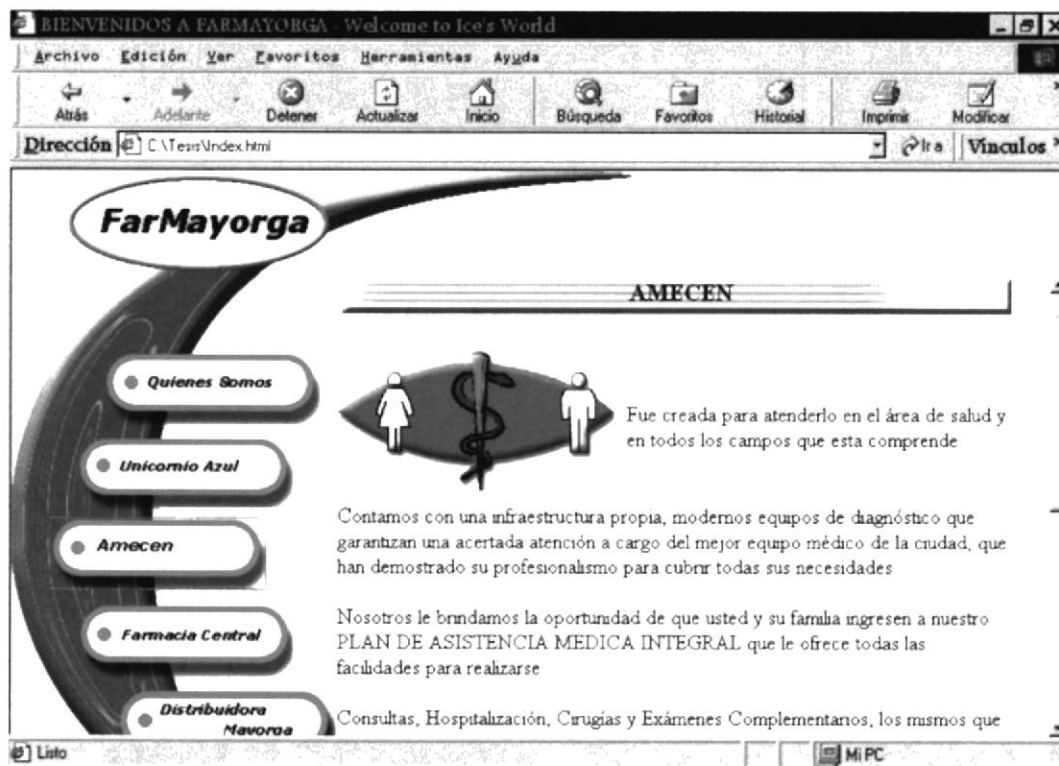 BIENVENIDOS A FARMAYORGA - Welcome to Ice's World
Archivo Edición Ver Favoritos Herramientas Ayuda
Atrás Adelante Detener Actualizar Inicio Búsqueda Favoritos Historial Imprimir Modificar
Dirección C:\Tesis\Index.html Ir a Vínculos
FarMayorga
AMECEN
Quienes Somos
Unicornio Azul
Amecen
Farmacia Central
Distribuidora
Mayorga
Fue creada para atenderlo en el área de salud y
en todos los campos que esta comprende
Contamos con una infraestructura propia, modernos equipos de diagnóstico que
garantizan una acertada atención a cargo del mejor equipo médico de la ciudad, que
han demostrado su profesionalismo para cubrir todas sus necesidades
Nosotros le brindamos la oportunidad de que usted y su familia ingresen a nuestro
PLAN DE ASISTENCIA MEDICA INTEGRAL que le ofrece todas las
facilidades para realizarse
Consultas, Hospitalización, Cirugías y Exámenes Complementarios, los mismos que
Listo Mi PC